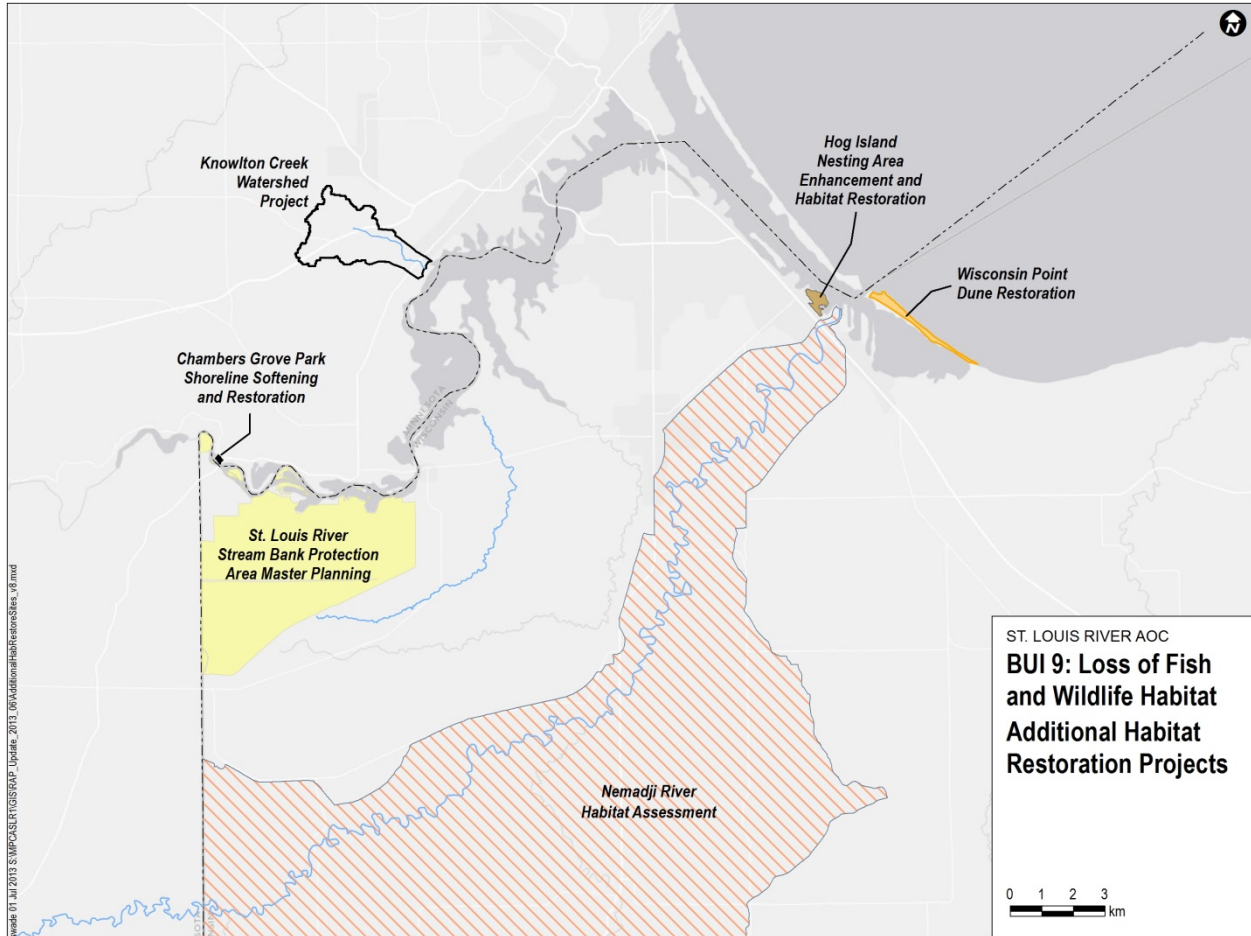 N
Knowlton Creek
Watershed
Project
Hog Island
Nesting Area
Enhancement and
Habitat Restoration
Wisconsin Point
Dune Restoration
Chambers Grove Park
Shoreline Softening
and Restoration
MINNESOTA
WISCONSIN
St. Louis River
Stream Bank Protection
Area Master Planning
Nemadji River
Habitat Assessment
ST. LOUIS RIVER AOC
BUI 9: Loss of Fish
and Wildlife Habitat
Additional Habitat
Restoration Projects
0 1 2 3
km